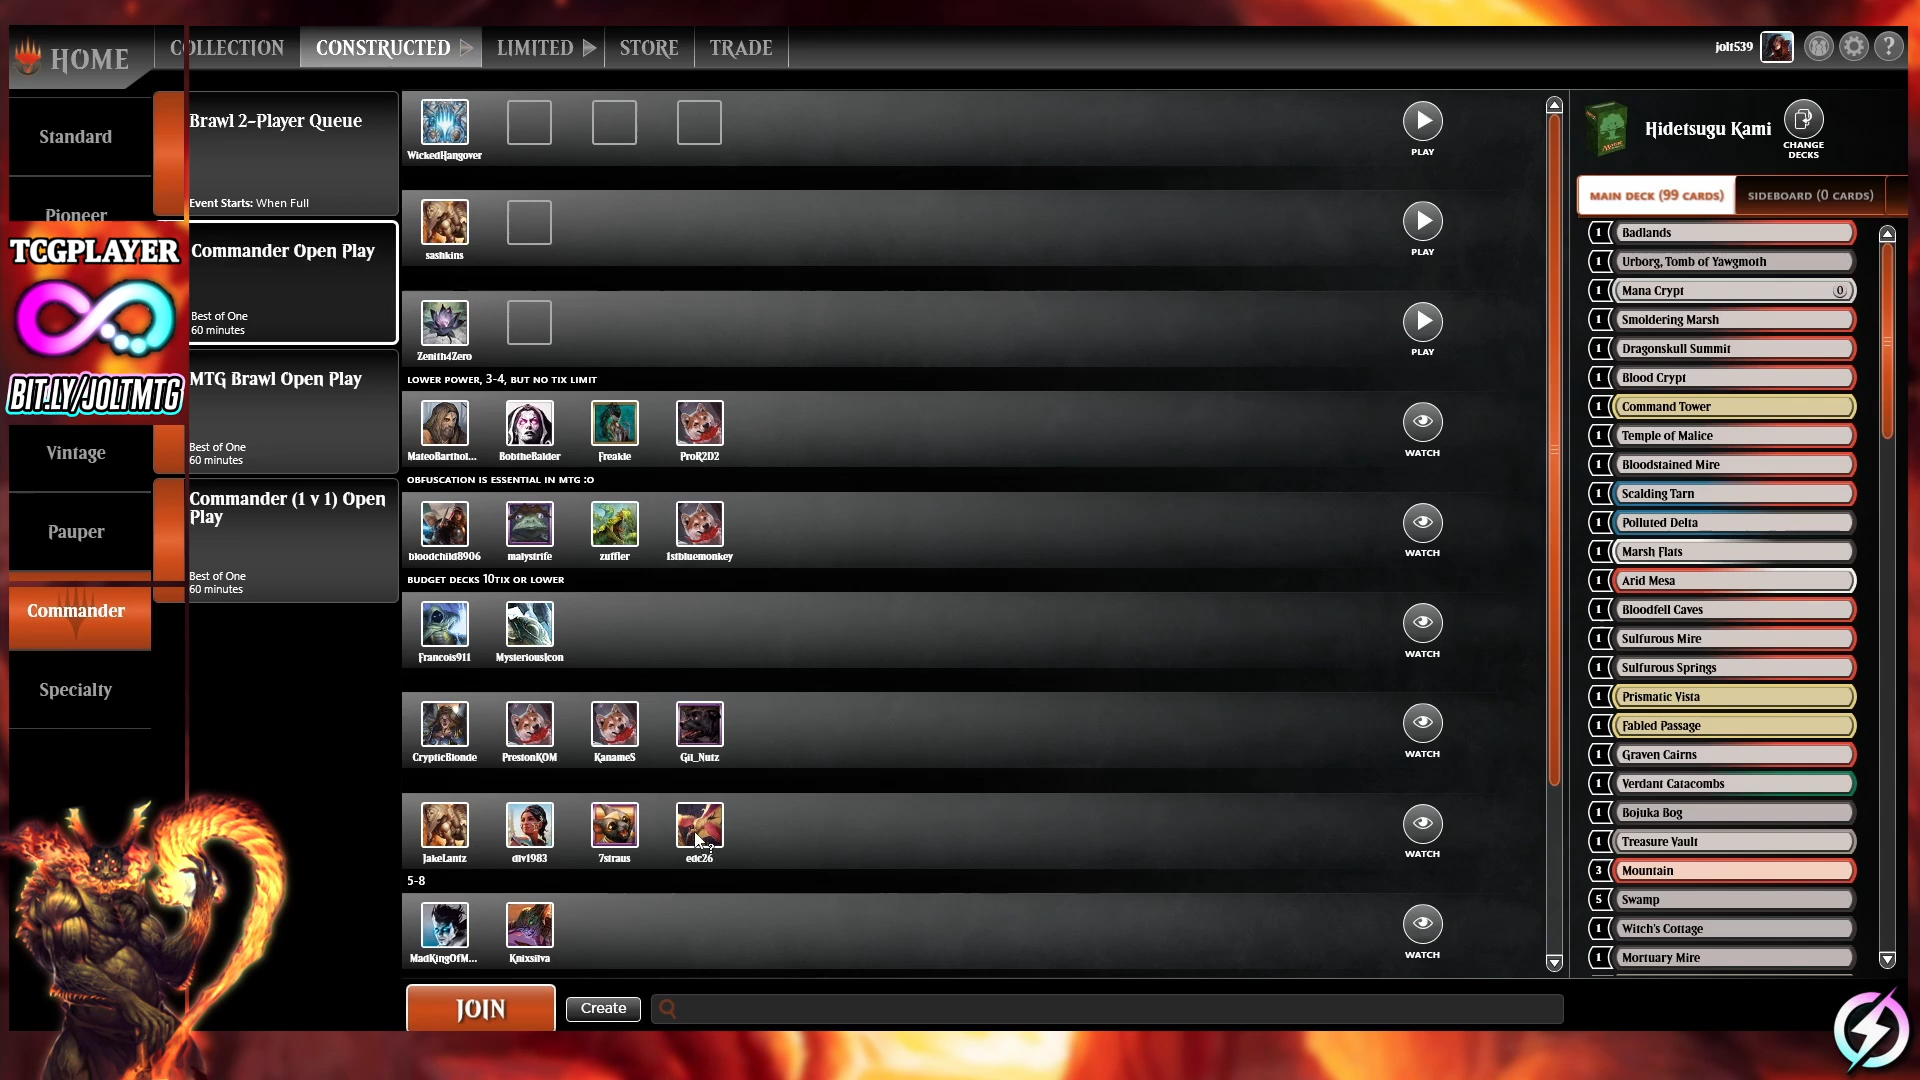 HOME
COLLECTION
CONSTRUCTED
LIMITED
STORE
TRADE
jolt539
?
Standard
Pioneer
TCGPLAYER
BIT.LY/JOLTMTG
Vintage
Pauper
Commander
Specialty
Brawl 2-Player Queue
Event Starts: When Full
Commander Open Play
Best of One
60 minutes
MTG Brawl Open Play
Best of One
60 minutes
Commander (1 v 1) Open
Play
Best of One
60 minutes
WickedHangover
PLAY
sashkins
PLAY
Zenith4Zero
PLAY
LOWER POWER, 3-4, BUT NO TIX LIMIT
MateoBarthol... BobtheBalder Freakie ProR2D2
WATCH
OBFUSCATION IS ESSENTIAL IN MTG :O
bloodchild8906 malystrife zuffler 1stbluemonkey
WATCH
BUDGET DECKS 10TIX OR LOWER
Francois911 MysteriousIcon
WATCH
CrypticBlonde PrestonKOM KanameS Gil_Nutz
WATCH
JakeLantz div1983 7straus edc26
WATCH
5-8
MadKingOfM... Knixsilva
WATCH
JOIN
Create
Hidetsugu Kami
CHANGE
DECKS
MAIN DECK (99 CARDS)
SIDEBOARD (0 CARDS)
1 Badlands
1 Urborg, Tomb of Yawgmoth
1 Mana Crypt 0
1 Smoldering Marsh
1 Dragonskull Summit
1 Blood Crypt
1 Command Tower
1 Temple of Malice
1 Bloodstained Mire
1 Scalding Tarn
1 Polluted Delta
1 Marsh Flats
1 Arid Mesa
1 Bloodfell Caves
1 Sulfurous Mire
1 Sulfurous Springs
1 Prismatic Vista
1 Fabled Passage
1 Graven Cairns
1 Verdant Catacombs
1 Bojuka Bog
1 Treasure Vault
3 Mountain
5 Swamp
1 Witch's Cottage
1 Mortuary Mire